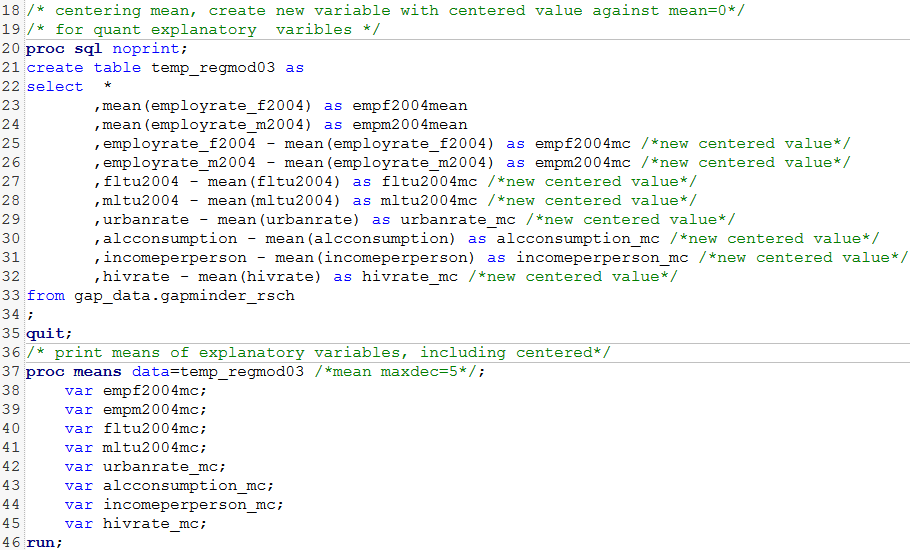 18 /* centering mean, create new variable with centered value against mean=0*/
19 /* for quant explanatory  varibles */
20 proc sql noprint;
21 create table temp_regmod03 as
22 select  *
23        ,mean(employrate_f2004) as empf2004mean
24        ,mean(employrate_m2004) as empm2004mean
25        ,employrate_f2004 - mean(employrate_f2004) as empf2004mc /*new centered value*/
26        ,employrate_m2004 - mean(employrate_m2004) as empm2004mc /*new centered value*/
27        ,fltu2004 - mean(fltu2004) as fltu2004mc /*new centered value*/
28        ,mltu2004 - mean(mltu2004) as mltu2004mc /*new centered value*/
29        ,urbanrate - mean(urbanrate) as urbanrate_mc /*new centered value*/
30        ,alcconsumption - mean(alcconsumption) as alcconsumption_mc /*new centered value*/
31        ,incomeperperson - mean(incomeperperson) as incomeperperson_mc /*new centered value*/
32        ,hivrate - mean(hivrate) as hivrate_mc /*new centered value*/
33 from gap_data.gapminder_rsch
34 ;
35 quit;
36 /* print means of explanatory variables, including centered*/
37 proc means data=temp_regmod03 /*mean maxdec=5*/;
38     var empf2004mc;
39     var empm2004mc;
40     var fltu2004mc;
41     var mltu2004mc;
42     var urbanrate_mc;
43     var alcconsumption_mc;
44     var incomeperperson_mc;
45     var hivrate_mc;
46 run;